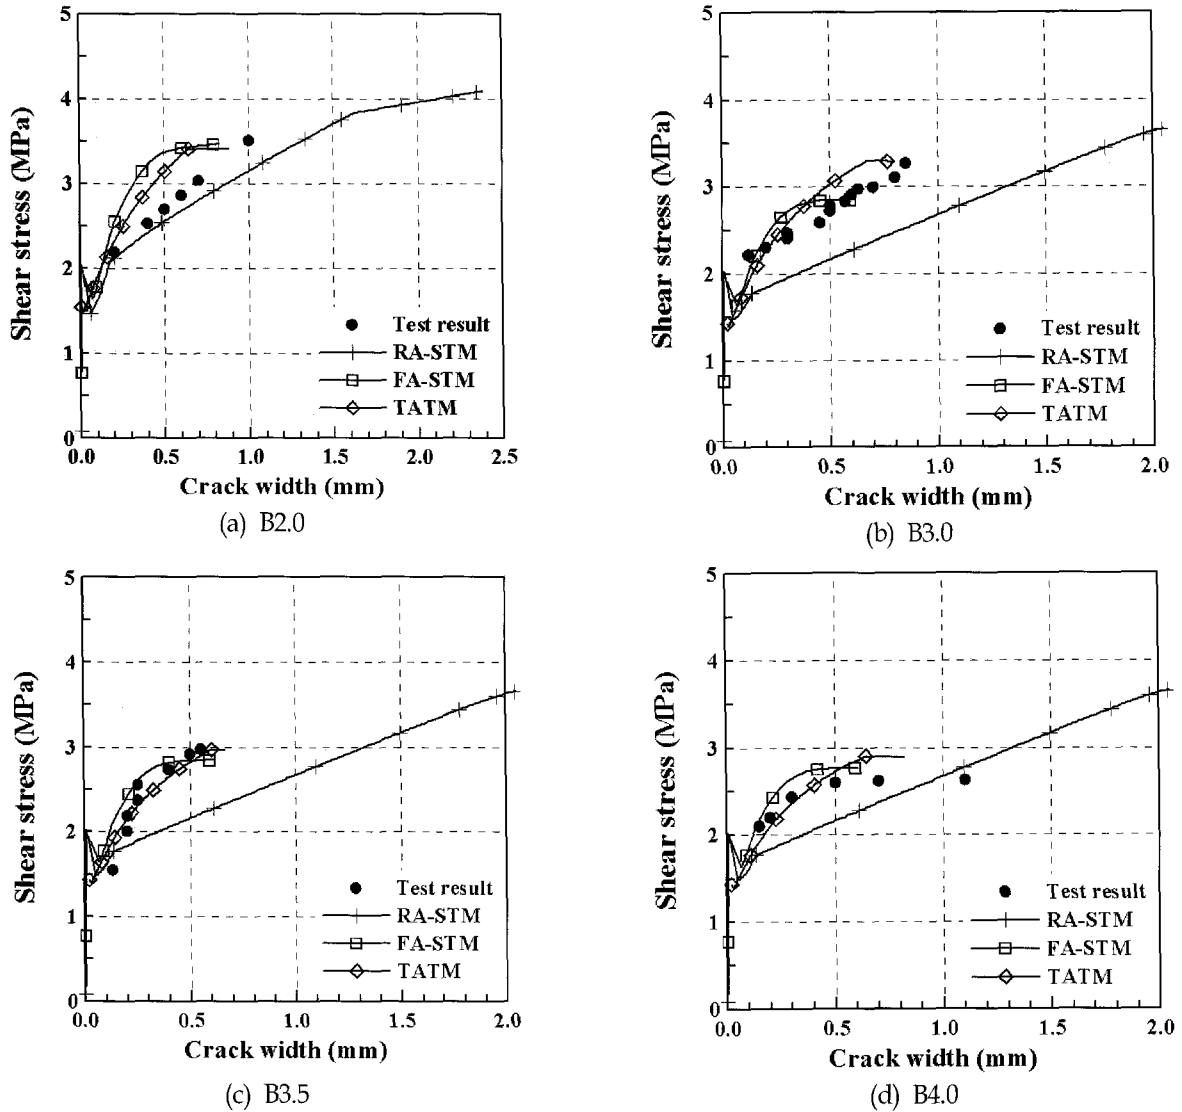 5
4
3
2
1
0
Shear stress (MPa)
Test result
RA-STM
FA-STM
TATM
0.0 0.5 1.0 1.5 2.0 2.5
Crack width (mm)
(a) B2.0
5
4
3
2
1
0
Shear stress (MPa)
Test result
RA-STM
FA-STM
TATM
0.0 0.5 1.0 1.5 2.0
Crack width (mm)
(b) B3.0
5
4
3
2
1
0
Shear stress (MPa)
Test result
RA-STM
FA-STM
TATM
0.0 0.5 1.0 1.5 2.0
Crack width (mm)
(c) B3.5
5
4
3
2
1
0
Shear stress (MPa)
Test result
RA-STM
FA-STM
TATM
0.0 0.5 1.0 1.5 2.0
Crack width (mm)
(d) B4.0